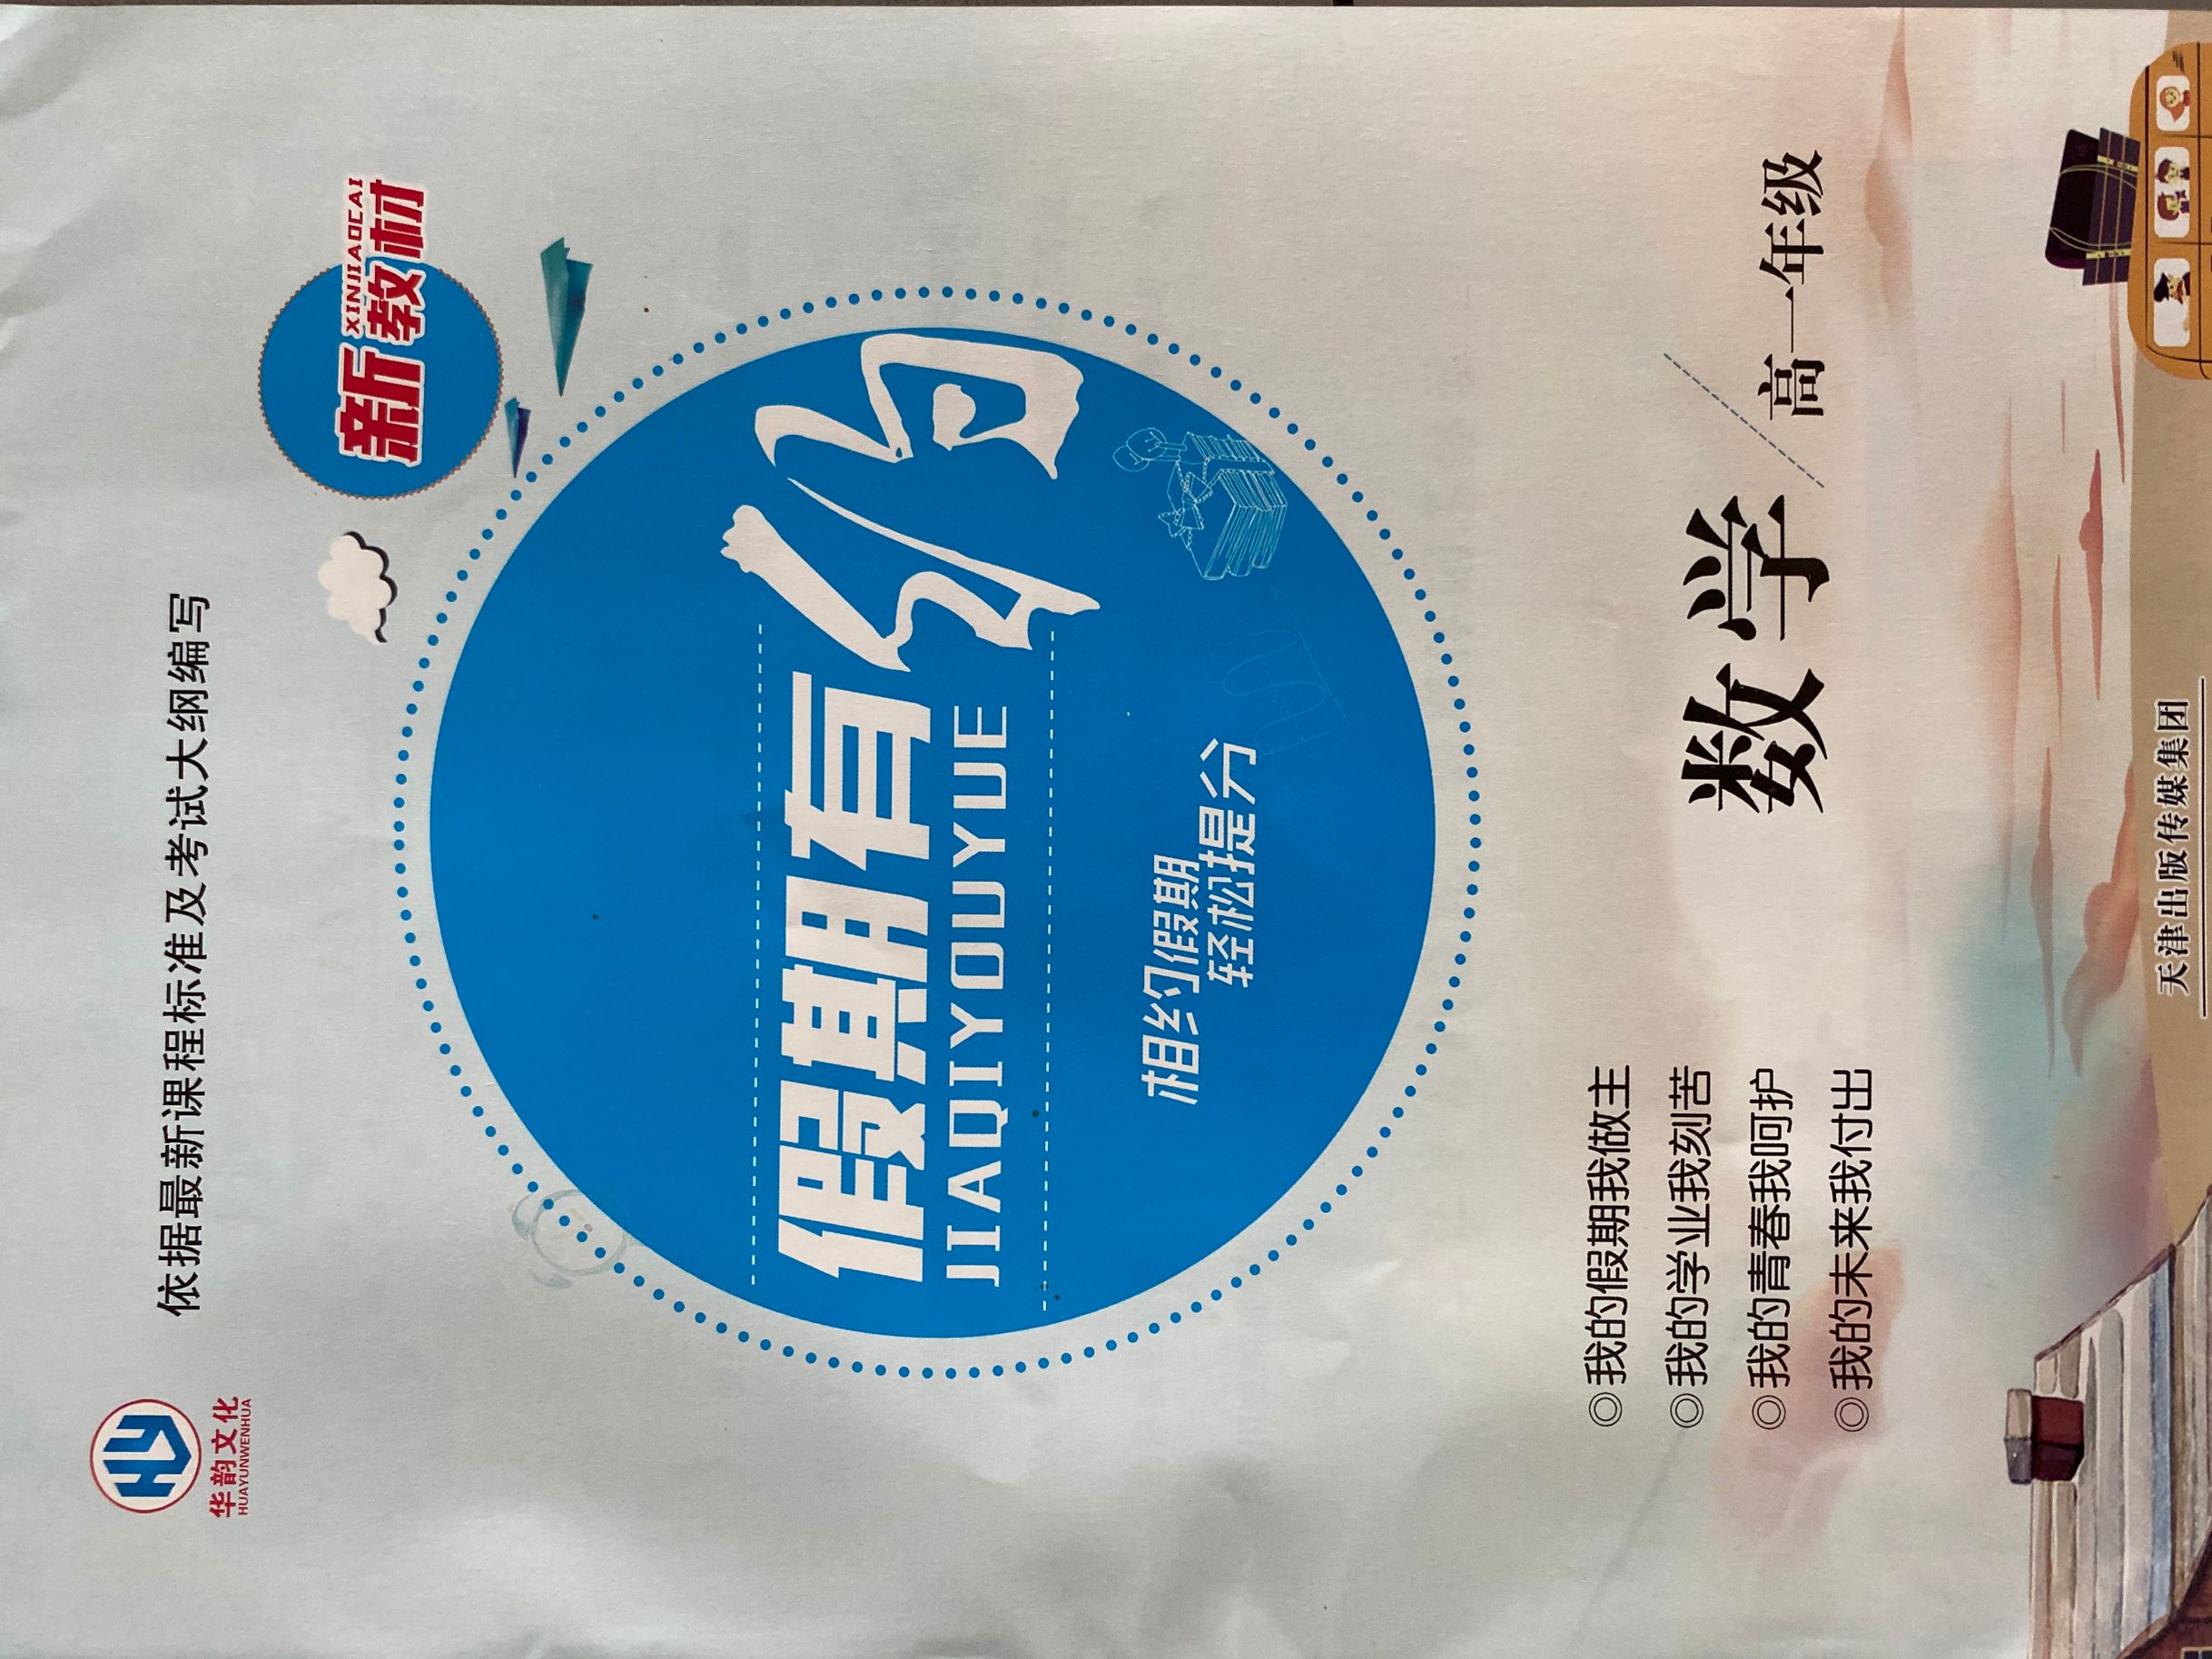 华韵文化
HUAYUNWENHUA
依据最新课程标准及考试大纲编写
XINJIAOCAI
新教材
假期有约
JIAQIYOUYUE
相约假期
轻松提分
数学/高一年级
◎我的假期我做主
◎我的学业我刻苦
◎我的青春我呵护
◎我的未来我付出
天津出版传媒集团